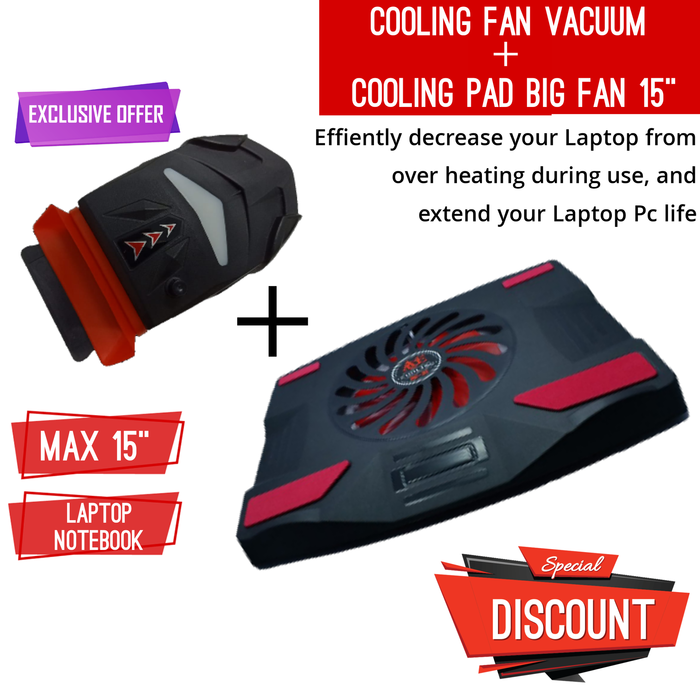 COOLING FAN VACUUM
+
COOLING PAD BIG FAN 15"
EXCLUSIVE OFFER
Effiently decrease your Laptop from
over heating during use, and
extend your Laptop Pc life
+
MAX 15"
LAPTOP
NOTEBOOK
Special
DISCOUNT